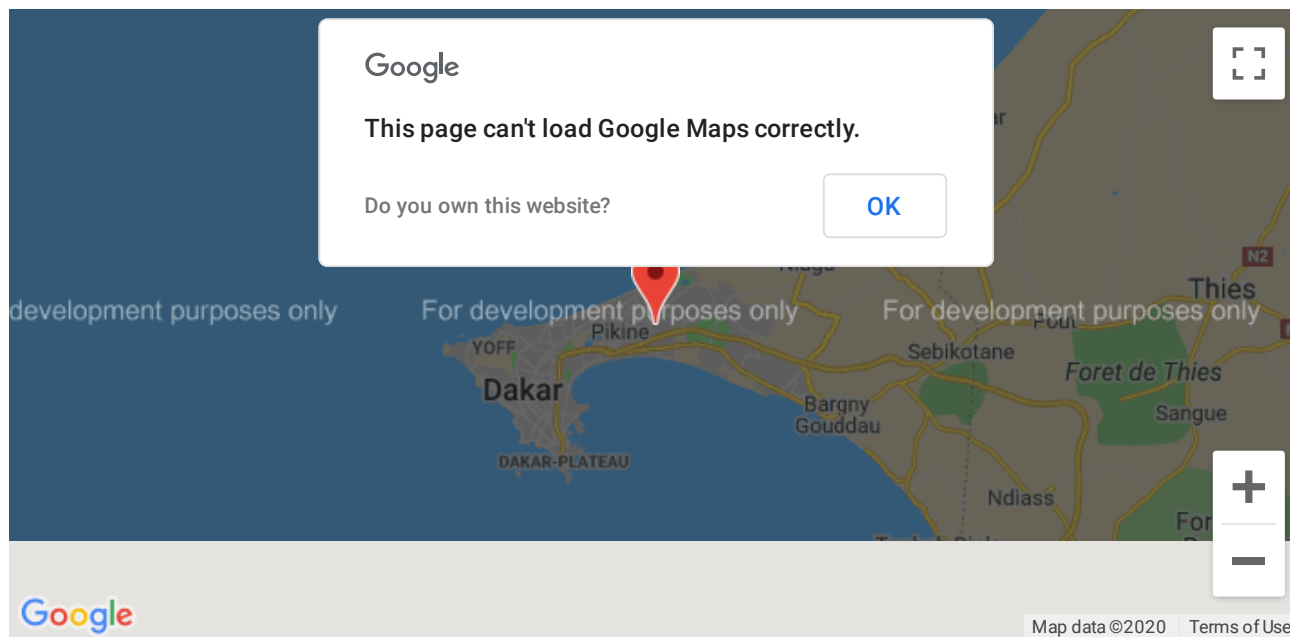 Google
This page can't load Google Maps correctly.
Do you own this website?
OK
N2
Thies
development purposes only
For development purposes only
For development purposes only
Pikine
Pout
YOFF
Sebikotane
Foret de Thies
Dakar
Bargny
Gouddau
Sangue
DAKAR-PLATEAU
Ndiass
For
Google
Map data ©2020
Terms of Use